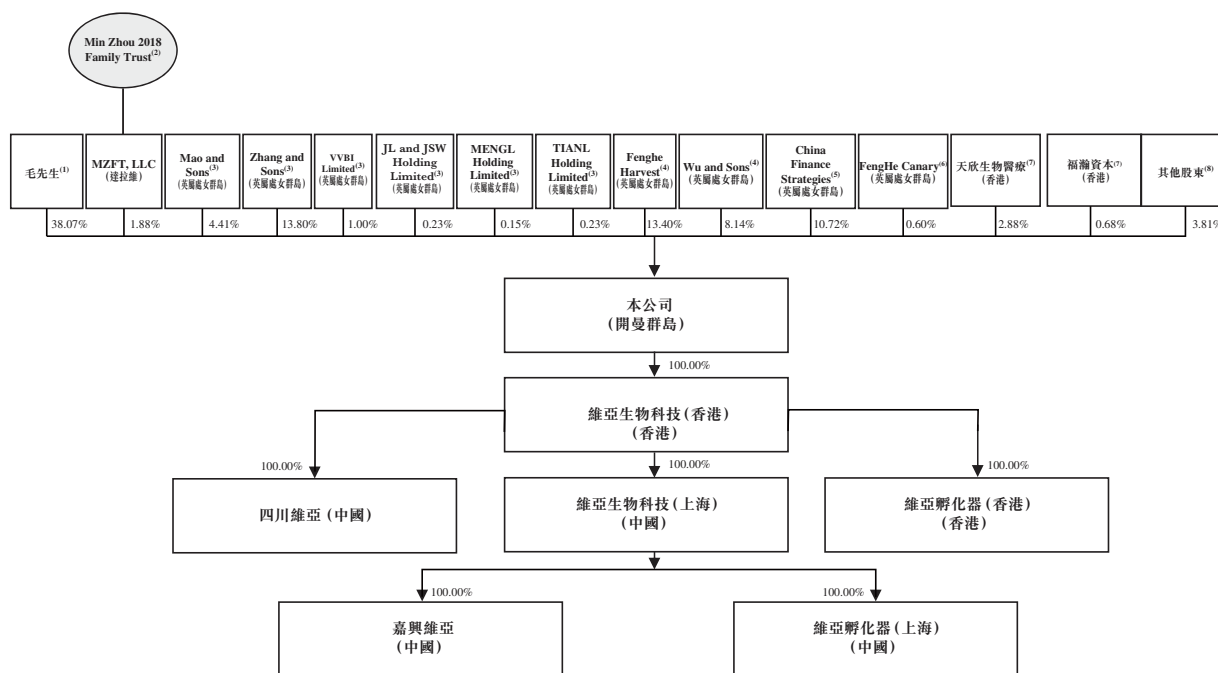 Min Zhou 2018
Family Trust(2)
毛先生(1)
MZFT, LLC
(達拉維)
Mao and
Sons(3)
(英屬處女群島)
Zhang and
Sons(3)
(英屬處女群島)
VVBI
Limited(3)
(英屬處女群島)
JL and JSW
Holding
Limited(3)
(英屬處女群島)
MENGL
Holding
Limited(3)
(英屬處女群島)
TIANL
Holding
Limited(3)
(英屬處女群島)
Fenghe
Harvest(4)
(英屬處女群島)
Wu and Sons(4)
(英屬處女群島)
China
Finance
Strategies(5)
(英屬處女群島)
FengHe Canary(6)
(英屬處女群島)
天欣生物醫療(7)
(香港)
福瀚資本(7)
(香港)
其他股東(8)
38.07%
1.88%
4.41%
13.80%
1.00%
0.23%
0.15%
0.23%
13.40%
8.14%
10.72%
0.60%
2.88%
0.68%
3.81%
本公司
(開曼群島)
100.00%
維亞生物科技(香港)
(香港)
100.00%
100.00%
100.00%
四川維亞 (中國)
維亞生物科技(上海)
(中國)
維亞孵化器(香港)
(香港)
100.00%
100.00%
嘉興維亞
(中國)
維亞孵化器(上海)
(中國)